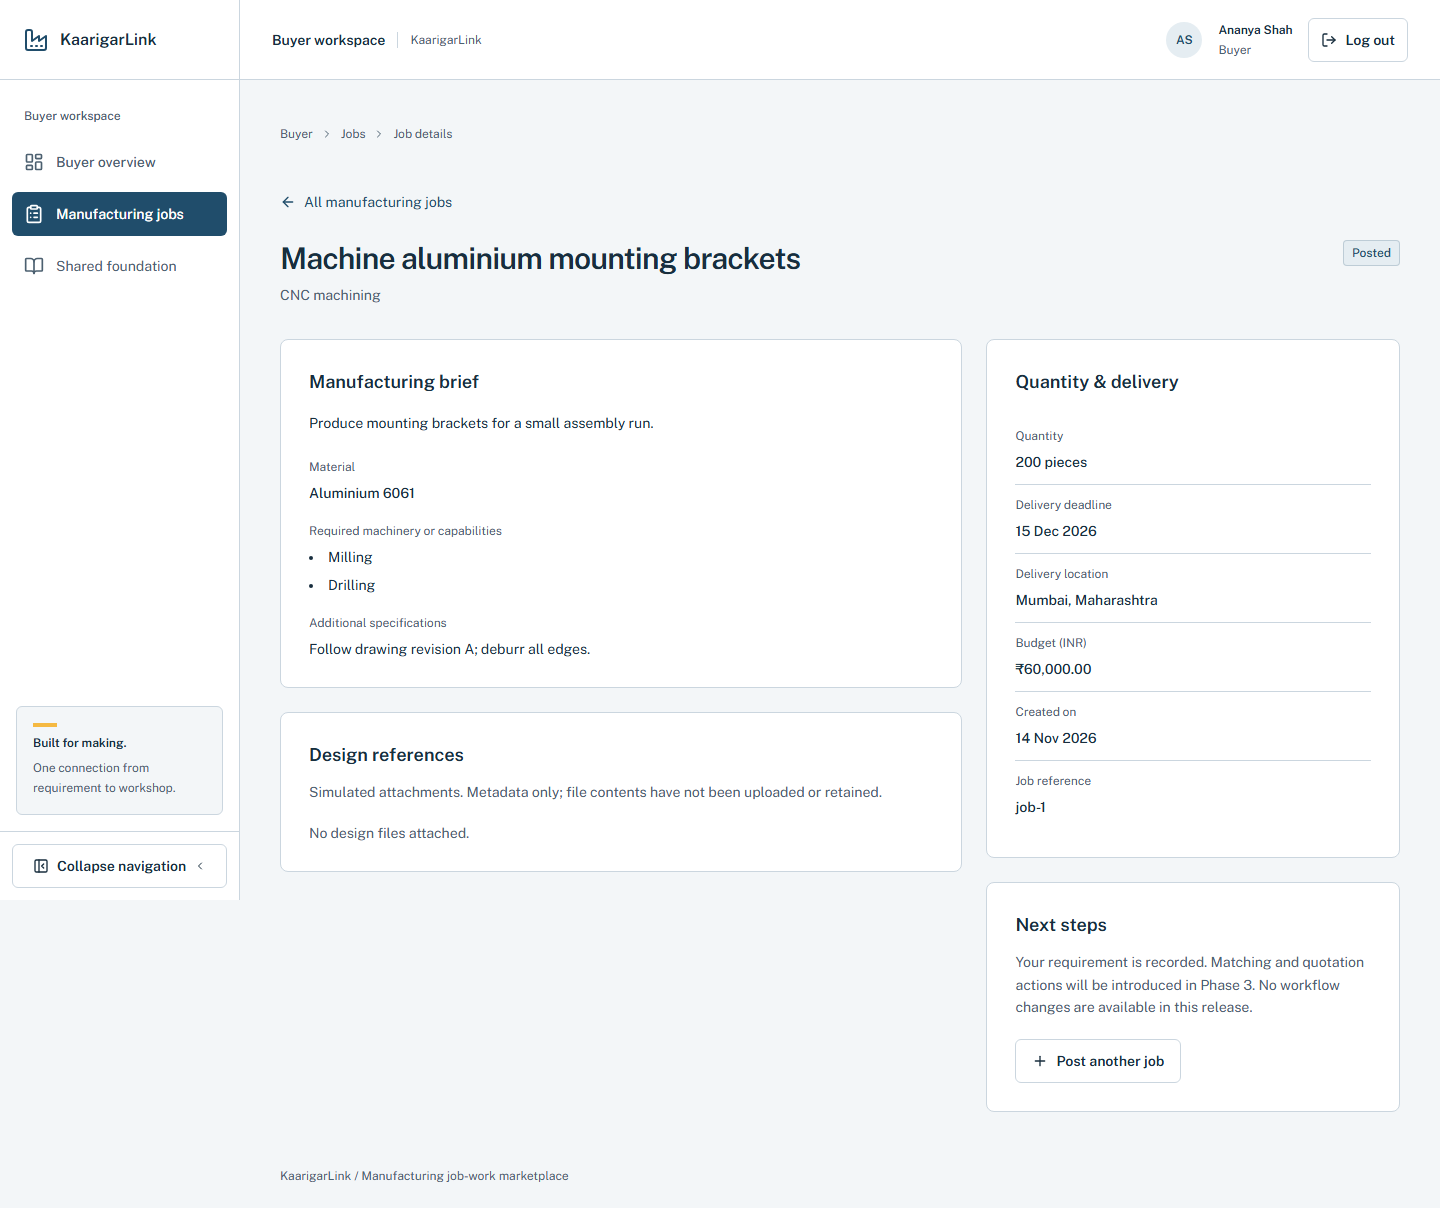 KaarigarLink
Buyer workspace
KaarigarLink
AS
Ananya Shah
Buyer
Log out
Buyer workspace
Buyer overview
Manufacturing jobs
Shared foundation
Built for making.
One connection from
requirement to workshop.
Collapse navigation
Buyer
Jobs
Job details
All manufacturing jobs
Machine aluminium mounting brackets
Posted
CNC machining
Manufacturing brief
Produce mounting brackets for a small assembly run.
Material
Aluminium 6061
Required machinery or capabilities
• Milling
• Drilling
Additional specifications
Follow drawing revision A; deburr all edges.
Design references
Simulated attachments. Metadata only; file contents have not been uploaded or retained.
No design files attached.
Quantity & delivery
Quantity
200 pieces
Delivery deadline
15 Dec 2026
Delivery location
Mumbai, Maharashtra
Budget (INR)
₹60,000.00
Created on
14 Nov 2026
Job reference
job-1
Next steps
Your requirement is recorded. Matching and quotation
actions will be introduced in Phase 3. No workflow
changes are available in this release.
Post another job
KaarigarLink / Manufacturing job-work marketplace